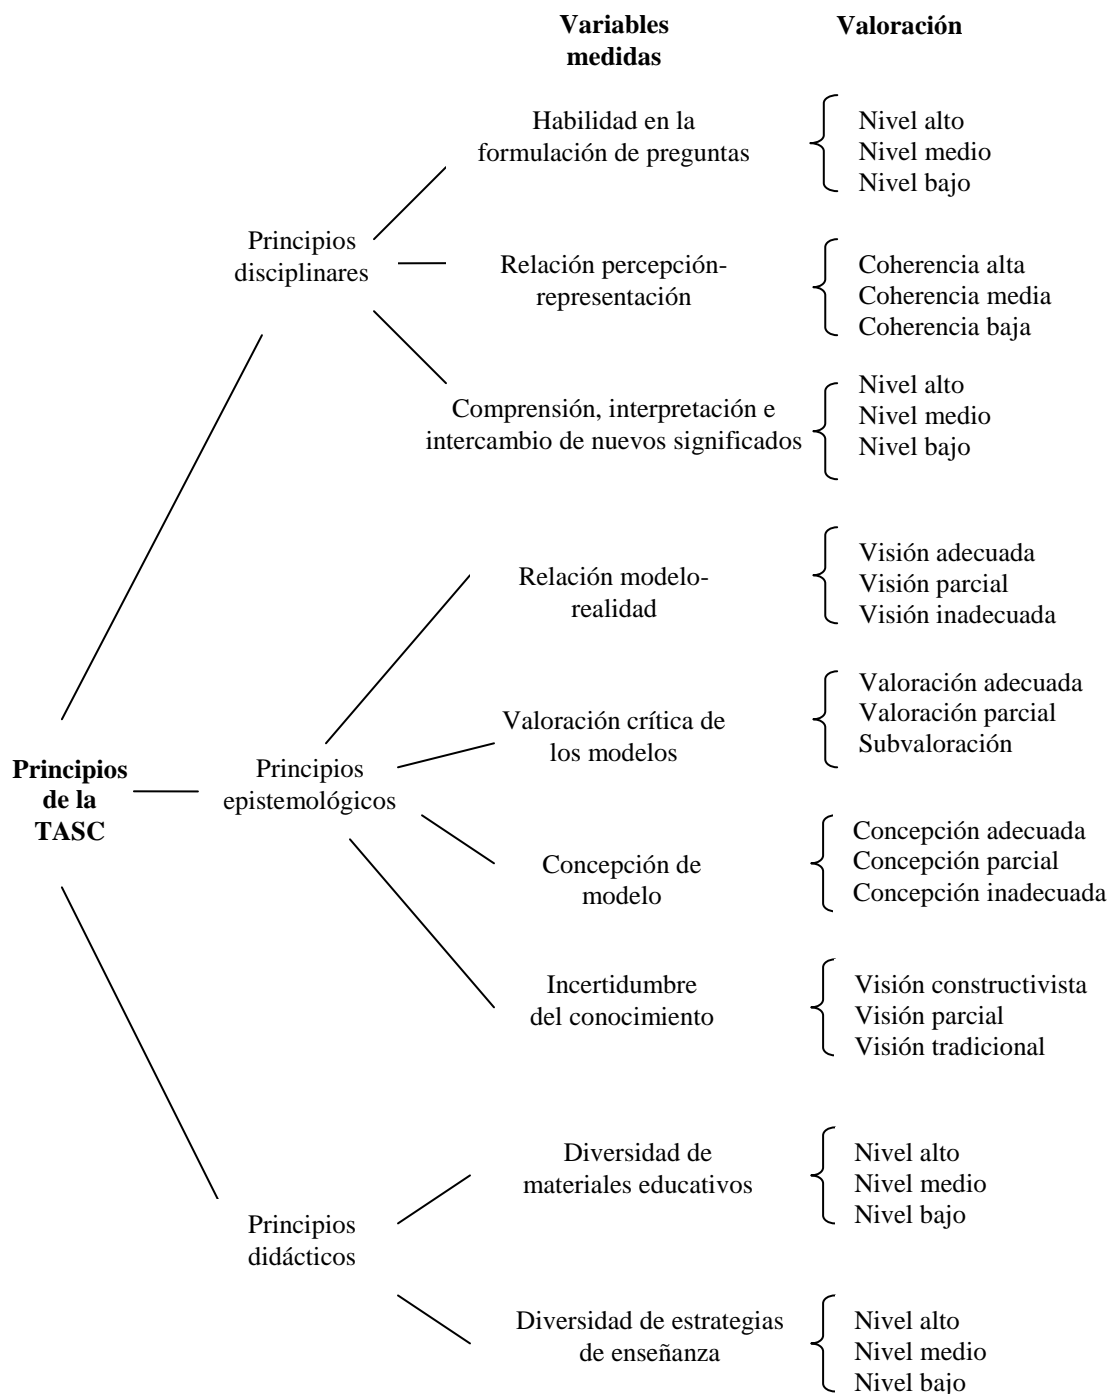 Variables
medidas
Valoración
Habilidad en la
formulación de preguntas
Nivel alto
Nivel medio
Nivel bajo
Principios
disciplinares
Relación percepción-
representación
Coherencia alta
Coherencia media
Coherencia baja
Comprensión, interpretación e
intercambio de nuevos significados
Nivel alto
Nivel medio
Nivel bajo
Relación modelo-
realidad
Visión adecuada
Visión parcial
Visión inadecuada
Valoración crítica de
los modelos
Valoración adecuada
Valoración parcial
Subvaloración
Principios
de la
TASC
Principios
epistemológicos
Concepción de
modelo
Concepción adecuada
Concepción parcial
Concepción inadecuada
Incertidumbre
del conocimiento
Visión constructivista
Visión parcial
Visión tradicional
Diversidad de
materiales educativos
Nivel alto
Nivel medio
Nivel bajo
Principios
didácticos
Diversidad de estrategias
de enseñanza
Nivel alto
Nivel medio
Nivel bajo